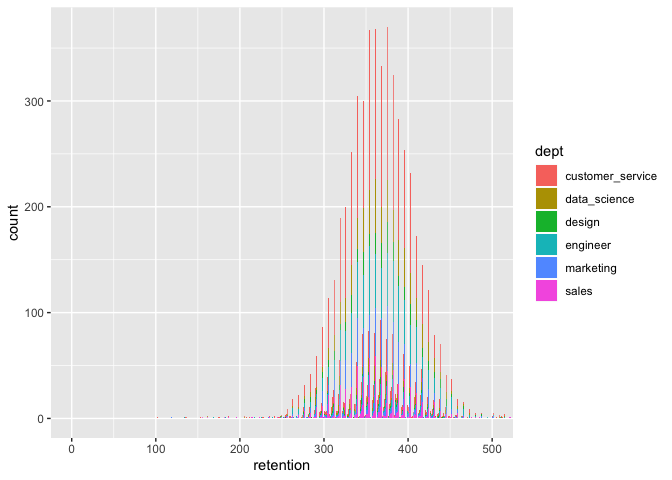 300
200
100
0
count
0 100 200 300 400 500
retention
dept
customer_service
data_science
design
engineer
marketing
sales